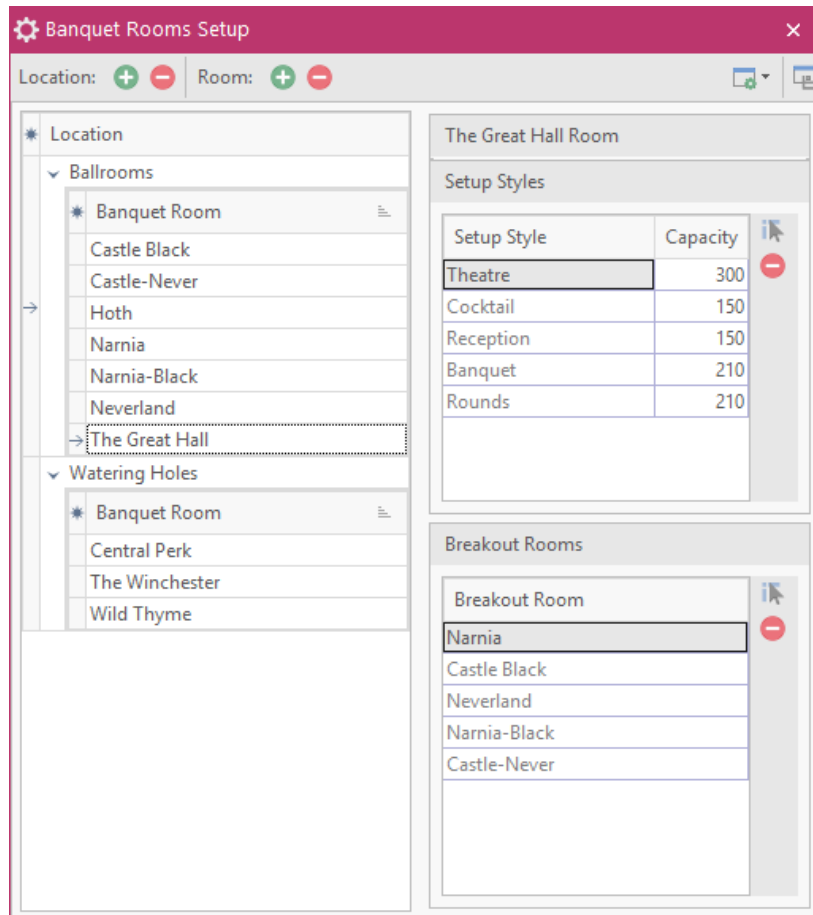 Banquet Rooms Setup
Location: Room:
Location
Ballrooms
Banquet Room
Castle Black
Castle-Never
Hoth
Narnia
Narnia-Black
Neverland
The Great Hall
Watering Holes
Banquet Room
Central Perk
The Winchester
Wild Thyme
The Great Hall Room
Setup Styles
Setup Style Capacity
Theatre 300
Cocktail 150
Reception 150
Banquet 210
Rounds 210
Breakout Rooms
Breakout Room
Narnia
Castle Black
Neverland
Narnia-Black
Castle-Never